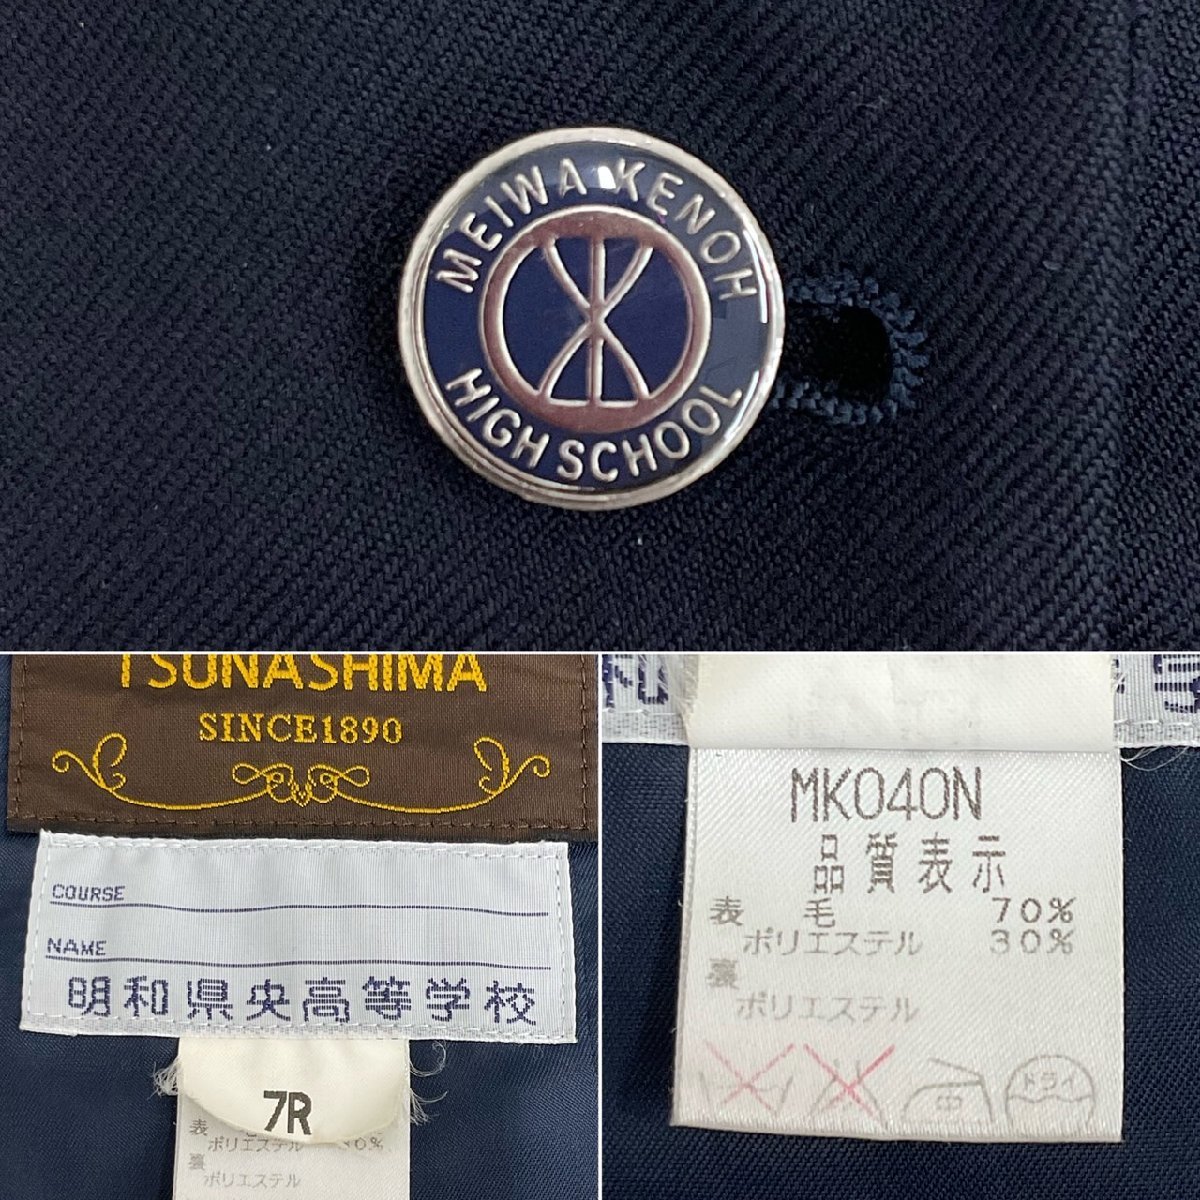 MEIWA KENOH
HIGH SCHOOL
TSUNASHIMA
SINCE1890
COURSE
NAME
明和県央高等学校
7R
表
ポリエステル
裏
ポリエステル
MK040N
品質表示
表 毛 70%
ポリエステル 30%
裏
ポリエステル
中
ドライ